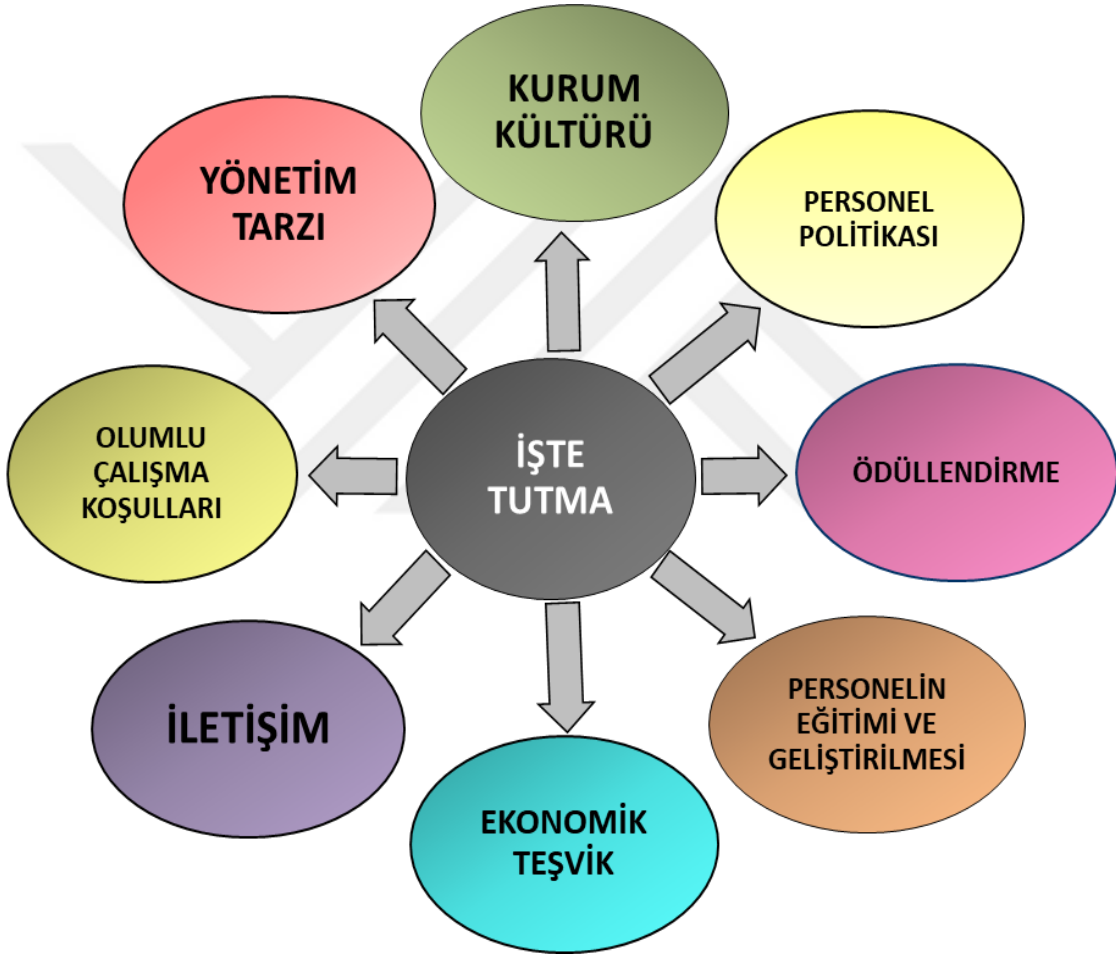 KURUM
KÜLTÜRÜ
YÖNETİM
TARZI
PERSONEL
POLİTİKASI
OLUMLU
ÇALIŞMA
KOŞULLARI
İŞTE
TUTMA
ÖDÜLLENDİRME
İLETİŞİM
PERSONELİN
EĞİTİMİ VE
GELİŞTİRİLMESİ
EKONOMİK
TEŞVİK